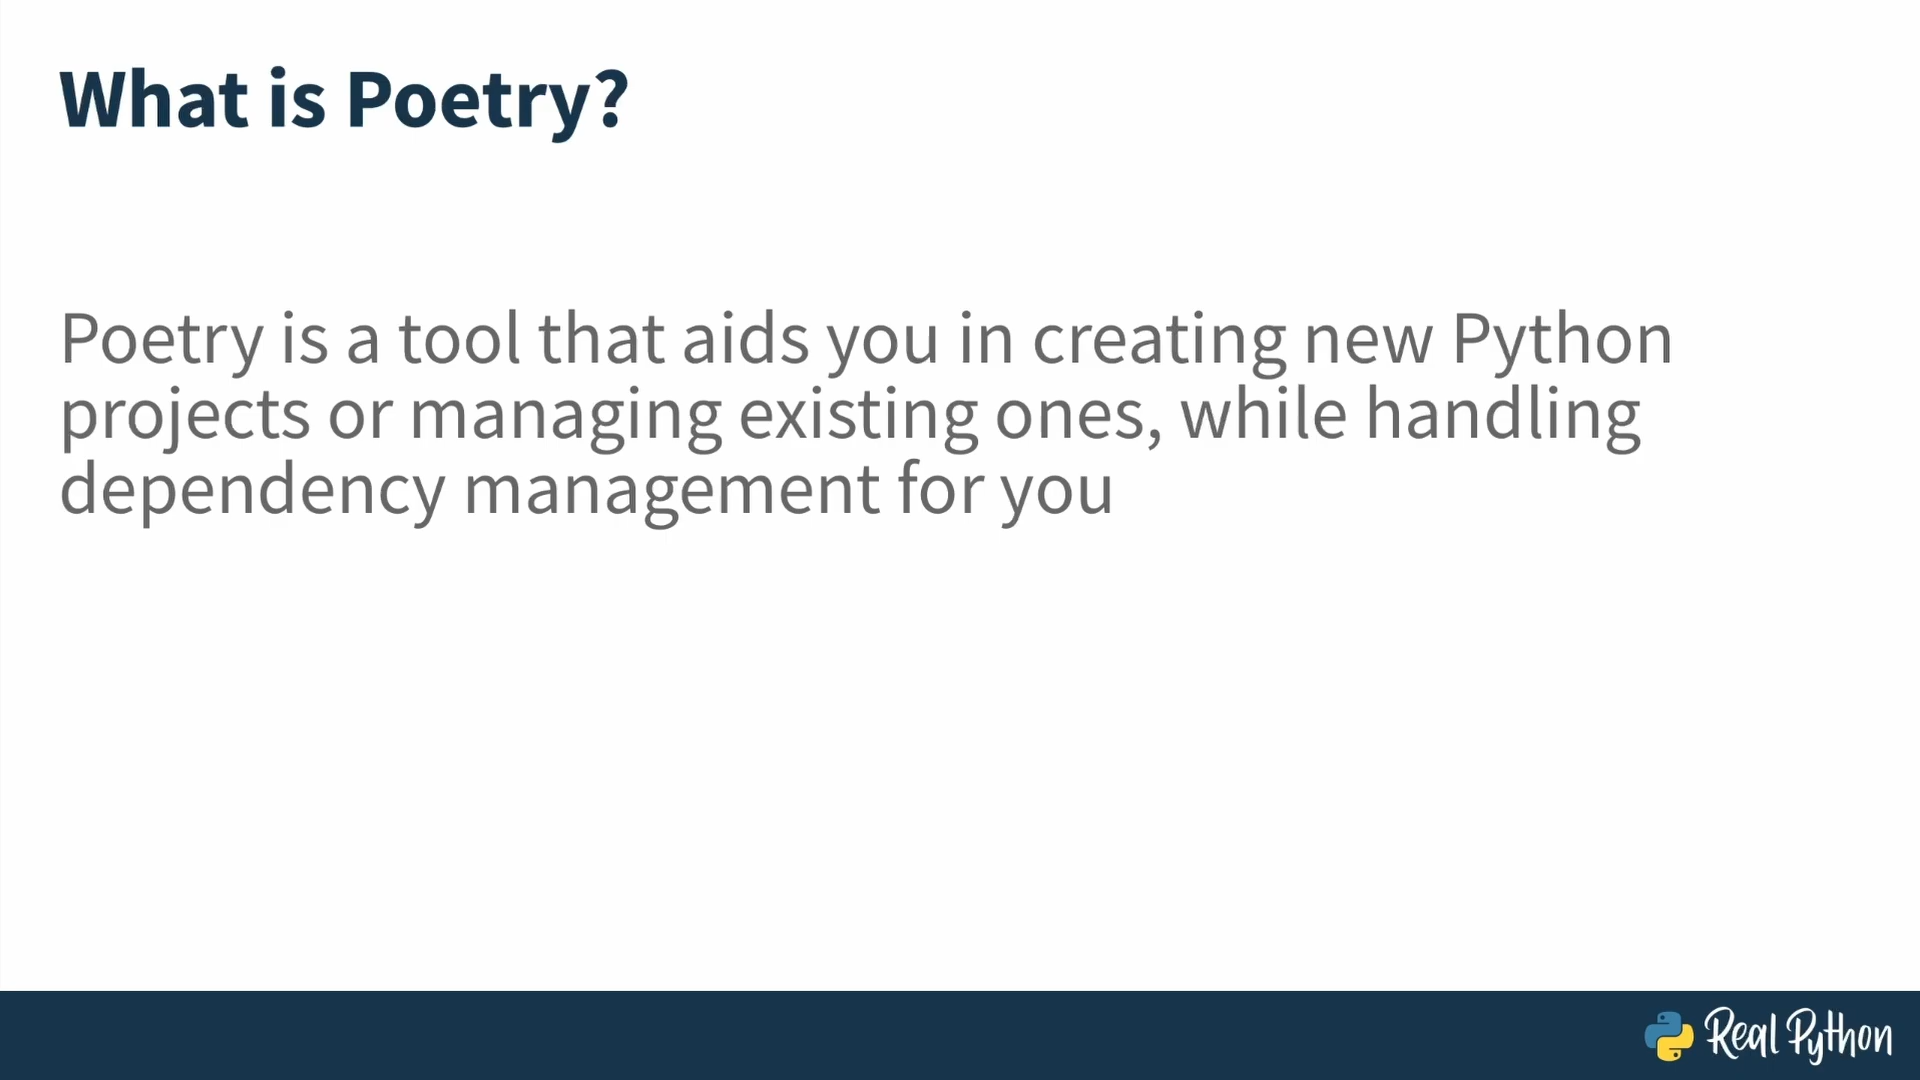 What is Poetry?
Poetry is a tool that aids you in creating new Python
projects or managing existing ones, while handling
dependency management for you
Real Python